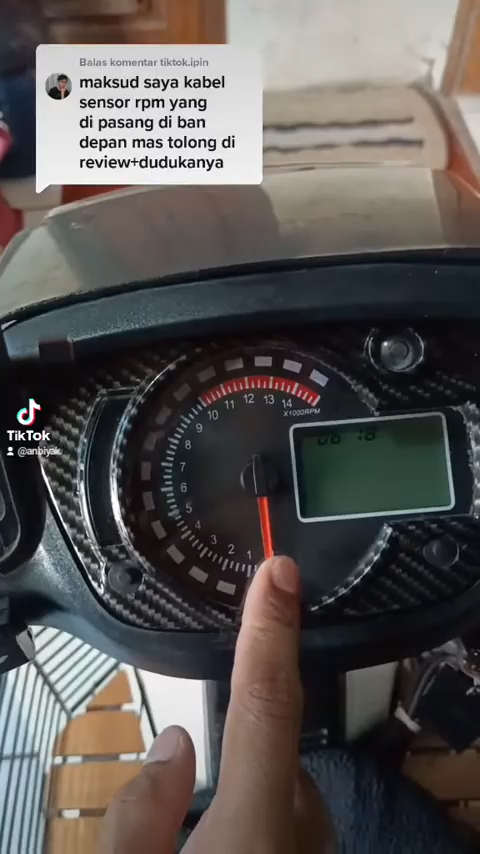 Balas komentar tiktok.ipin
maksud saya kabel
sensor rpm yang
di pasang di ban
depan mas tolong di
review+dudukanya
9 10 11 12 13 14
X1000RPM
8
7
6
5
4
3
2
1
TikTok
@anbiyak